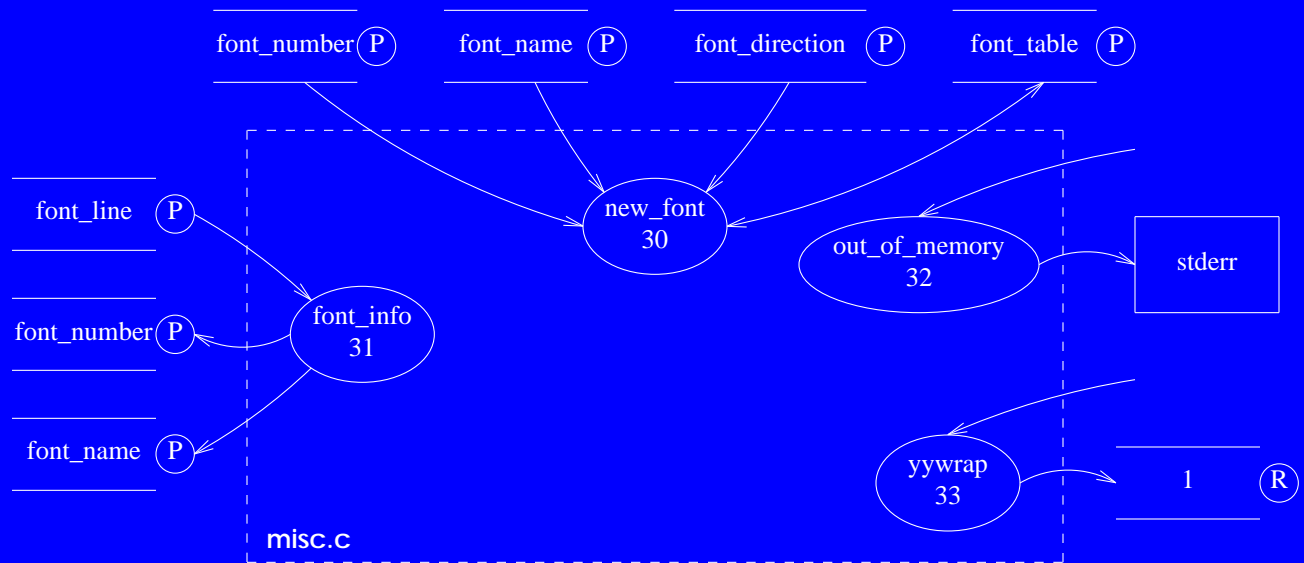 font_number P font_name P font_direction P font_table P
new_font
30
font_line P
out_of_memory
32
stderr
font_info
31
font_number P
font_name P
yywrap
33
1 R
misc.c